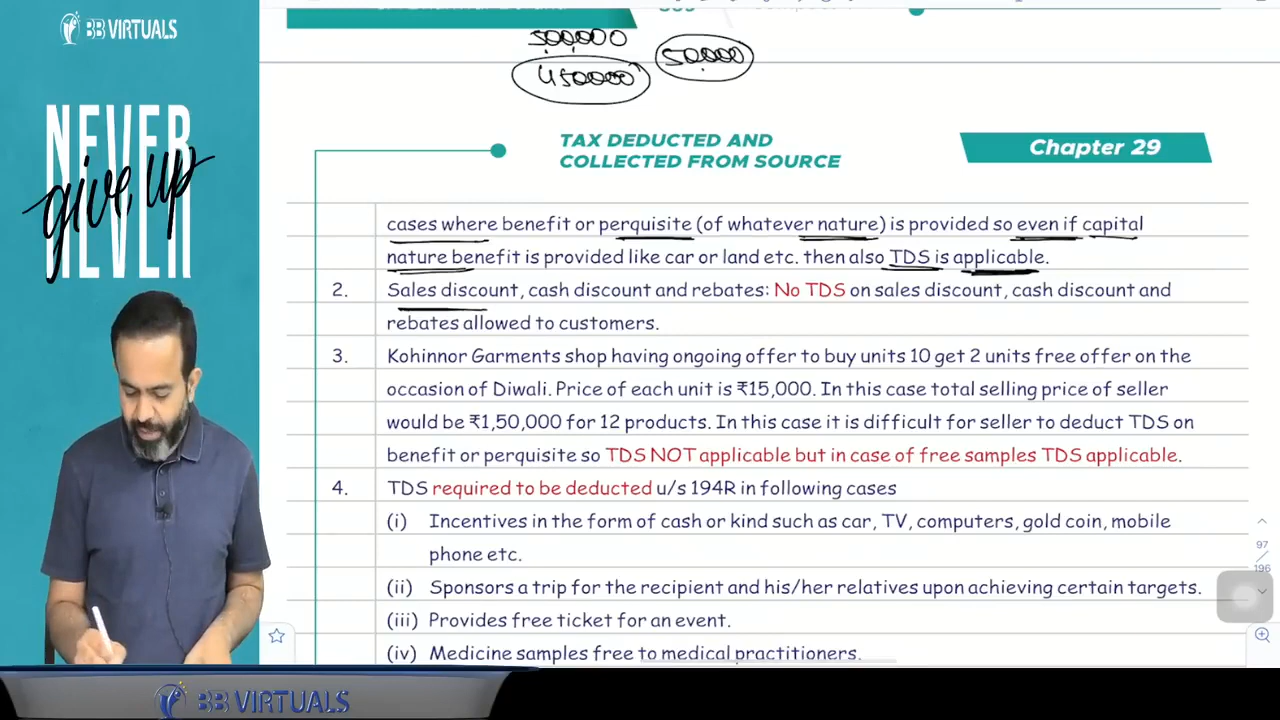 BB VIRTUALS
NEVER
give up
NEVER
5,00,000
50,000
450,000
TAX DEDUCTED AND
COLLECTED FROM SOURCE
Chapter 29
cases where benefit or perquisite (of whatever nature) is provided so even if capital
nature benefit is provided like car or land etc. then also TDS is applicable.
2. Sales discount, cash discount and rebates: No TDS on sales discount, cash discount and
rebates allowed to customers.
3. Kohinnor Garments shop having ongoing offer to buy units 10 get 2 units free offer on the
occasion of Diwali. Price of each unit is ₹15,000. In this case total selling price of seller
would be ₹1,50,000 for 12 products. In this case it is difficult for seller to deduct TDS on
benefit or perquisite so TDS NOT applicable but in case of free samples TDS applicable.
4. TDS required to be deducted u/s 194R in following cases
(i) Incentives in the form of cash or kind such as car, TV, computers, gold coin, mobile
phone etc.
(ii) Sponsors a trip for the recipient and his/her relatives upon achieving certain targets.
(iii) Provides free ticket for an event.
(iv) Medicine samples free to medical practitioners.
97
196
BB VIRTUALS